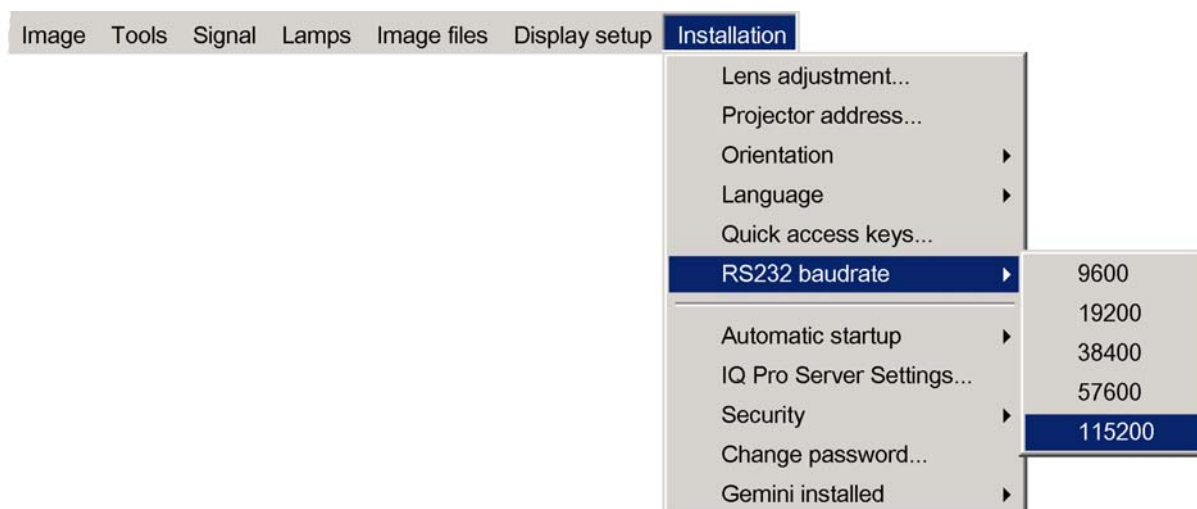 Image Tools Signal Lamps Image files Display setup Installation
Lens adjustment...
Projector address...
Orientation
Language
Quick access keys...
RS232 baudrate
9600
19200
38400
57600
115200
Automatic startup
IQ Pro Server Settings...
Security
Change password...
Gemini installed